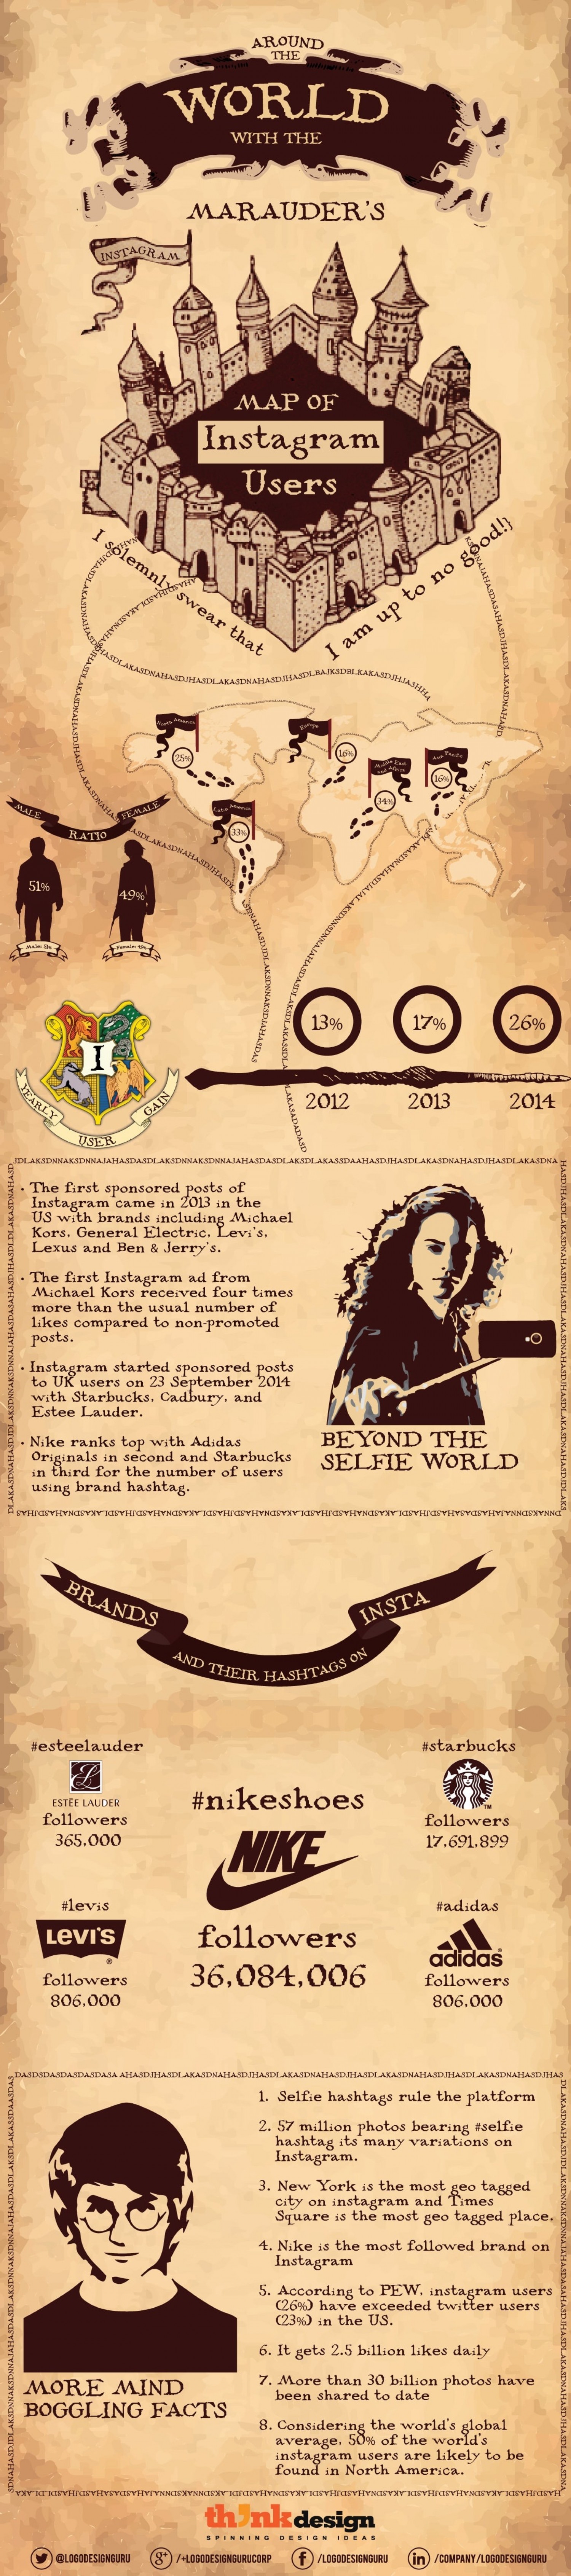 AROUND
THE
WORLD
WITH THE
MARAUDER'S
INSTAGRAM
MAP OF
Instagram
Users
I solemnly swear that
I am up to no good!}
North America
25%
Europe
16%
Middle East
and Africa
34%
Asia Pacific
16%
Latin America
33%
MALE
FEMALE
RATIO
51%
49%
I
YEARLY
USER
GAIN
13%
17%
26%
2012
2013
2014
· The first sponsored posts of
Instagram came in 2013 in the
US with brands including Michael
Kors, General Electric, Levi's,
Lexus and Ben & Jerry's.
· The first Instagram ad from
Michael Kors received four times
more than the usual number of
likes compared to non-promoted
posts.
· Instagram started sponsored posts
to UK users on 23 September 2014
with Starbucks, Cadbury, and
Estee Lauder.
· Nike ranks top with Adidas
Originals in second and Starbucks
in third for the number of users
using brand hashtag.
BEYOND THE
SELFIE WORLD
BRANDS
AND THEIR HASHTAGS ON
INSTA
#esteelauder
ESTĒE LAUDER
followers
365,000
#starbucks
TM
followers
17,691,899
#nikeshoes
NIKE
followers
36,084,006
#levis
LEVI'S
®
followers
806,000
#adidas
adidas
followers
806,000
1. Selfie hashtags rule the platform
2. 57 million photos bearing #selfie
hashtag its many variations on
Instagram.
3. New York is the most geo tagged
city on instagram and Times
Square is the most geo tagged place.
4. Nike is the most followed brand on
Instagram
5. According to PEW, instagram users
(26%) have exceeded twitter users
(23%) in the US.
6. It gets 2.5 billion likes daily
7. More than 30 billion photos have
been shared to date
8. Considering the world's global
average, 50% of the world's
instagram users are likely to be
found in North America.
MORE MIND
BOGGLING FACTS
th!nkdesign
SPINNING DESIGN IDEAS
@LOGODESIGNGURU
g+ /+LOGODESIGNGURUCORP
f /LOGODESIGNGURU
in /COMPANY/LOGODESIGNGURU